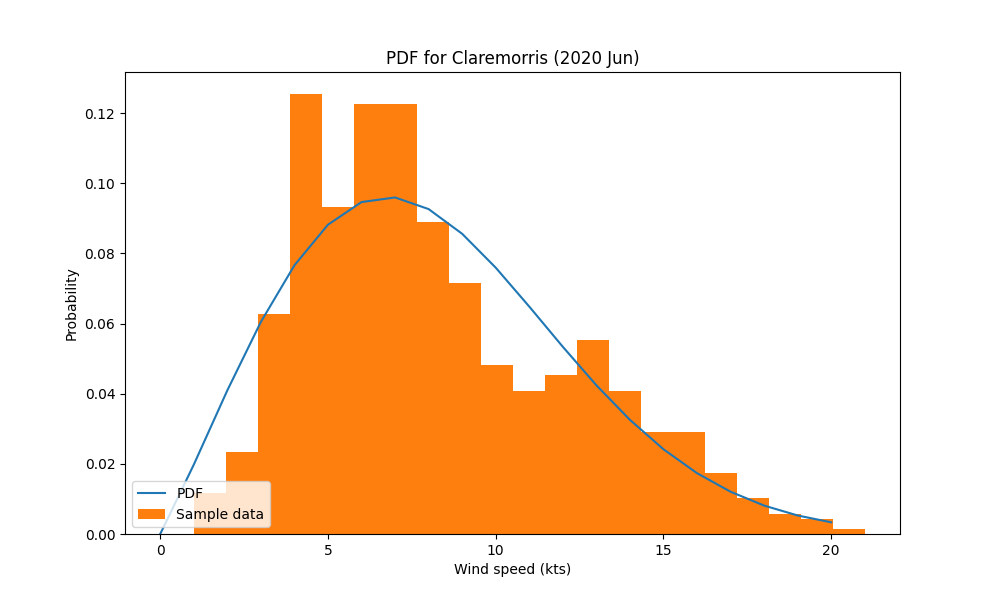 PDF for Claremorris (2020 Jun)
Probability
0.12
0.10
0.08
0.06
0.04
0.02
0.00
PDF
Sample data
0 5 10 15 20
Wind speed (kts)